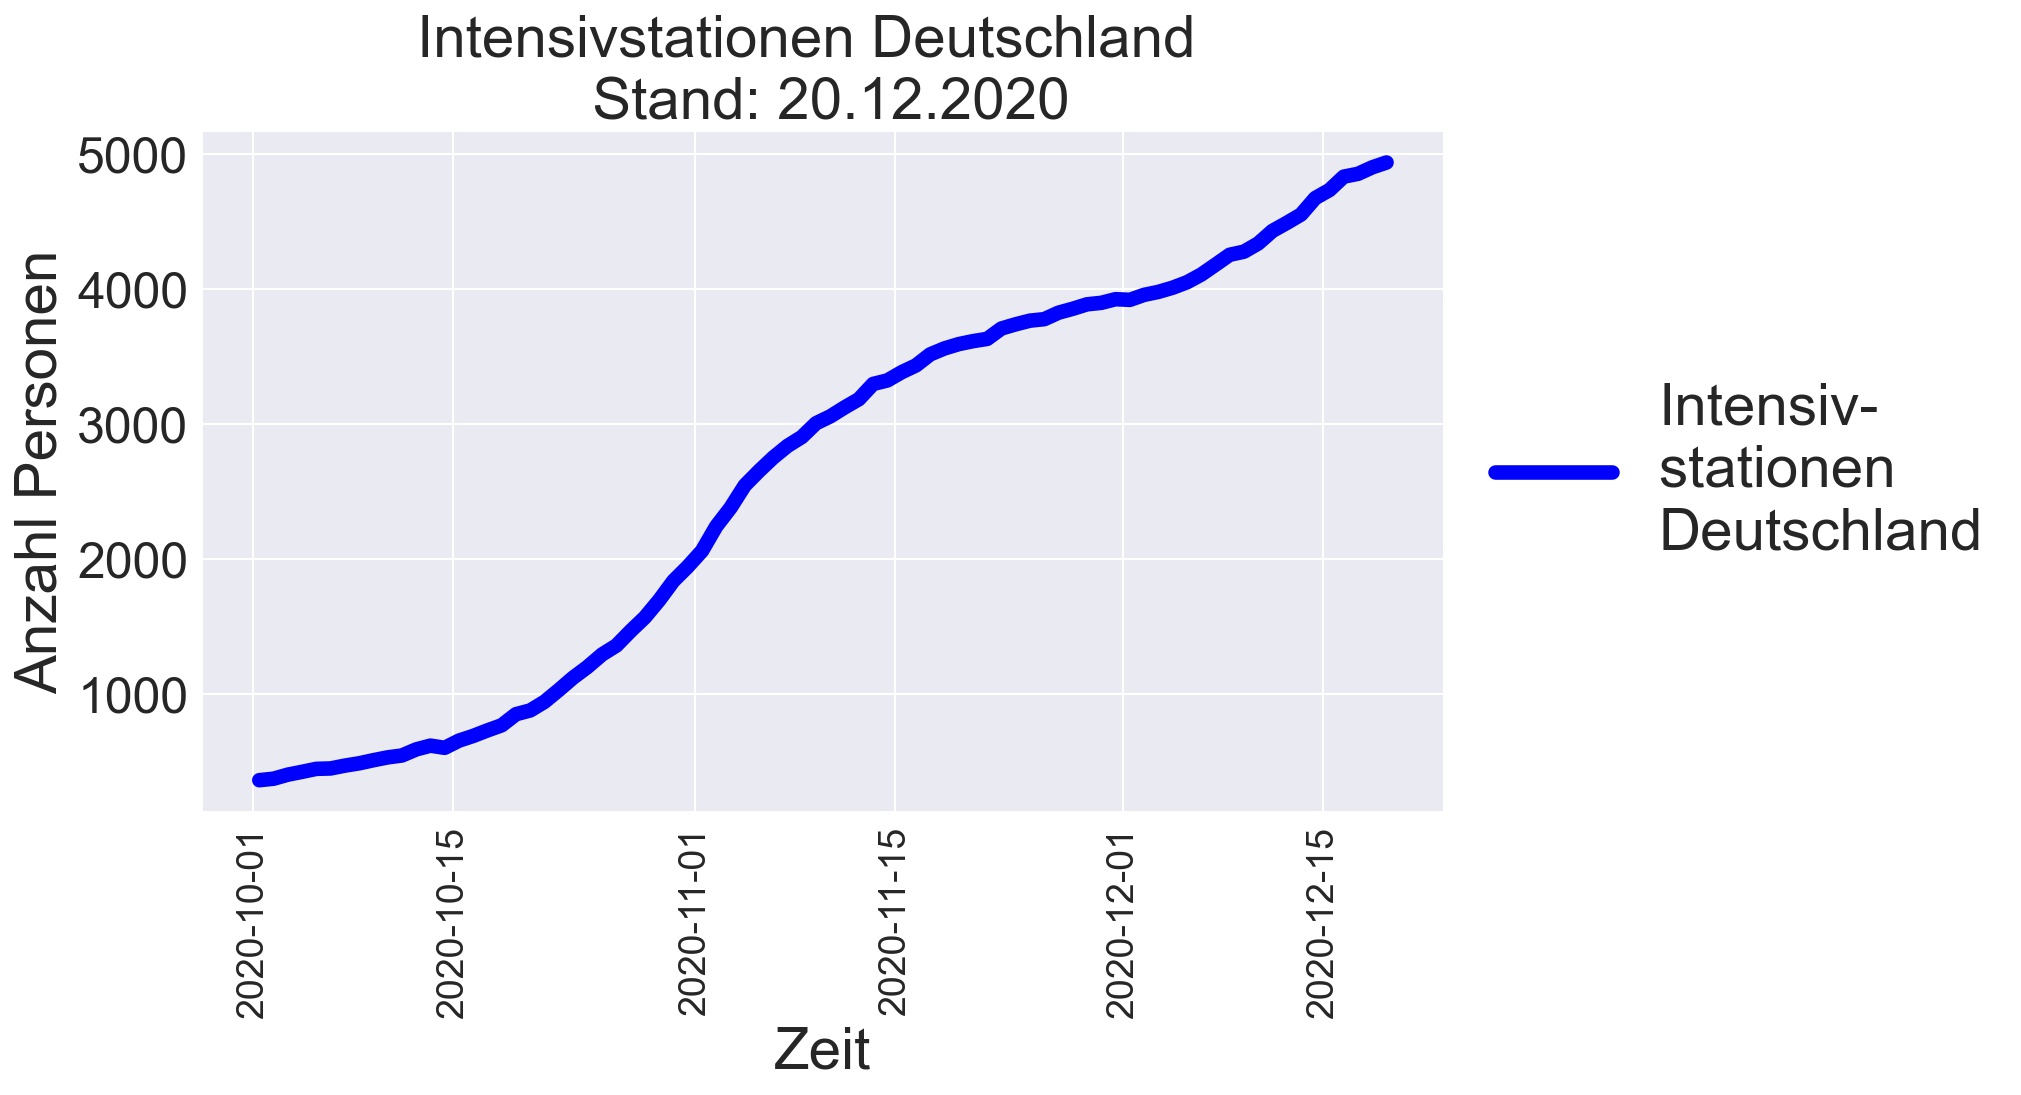 Intensivstationen Deutschland
Stand: 20.12.2020
5000
4000
3000
2000
1000
Anzahl Personen
2020-10-01
2020-10-15
2020-11-01
2020-11-15
2020-12-01
2020-12-15
Zeit
Intensiv-
stationen
Deutschland